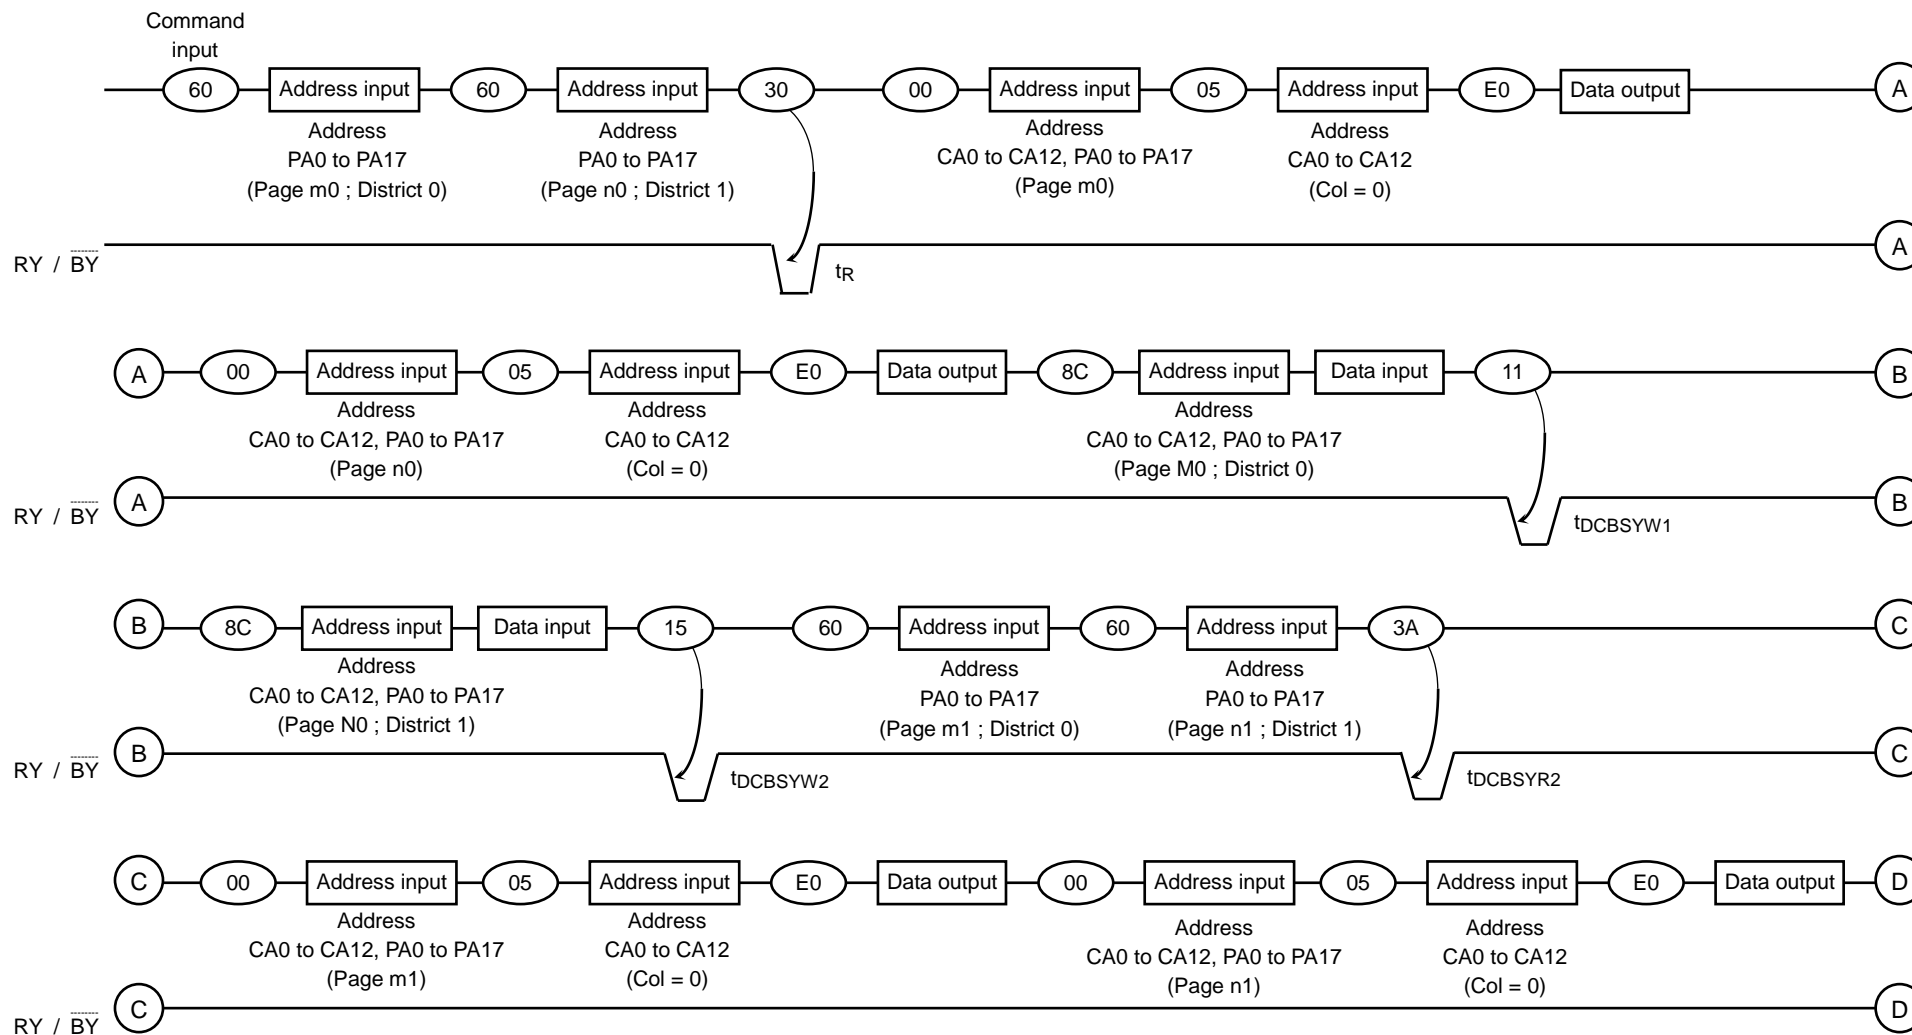 Command
input
60 Address input 60 Address input 30 00 Address input 05 Address input E0 Data output A
Address Address Address Address
PA0 to PA17 PA0 to PA17 CA0 to CA12, PA0 to PA17 CA0 to CA12
(Page m0 ; District 0) (Page n0 ; District 1) (Page m0) (Col = 0)
RY / BY tR A
A 00 Address input 05 Address input E0 Data output 8C Address input Data input 11 B
Address Address Address
CA0 to CA12, PA0 to PA17 CA0 to CA12 CA0 to CA12, PA0 to PA17
(Page n0) (Col = 0) (Page M0 ; District 0)
RY / BY A tDCBSYW1 B
B 8C Address input Data input 15 60 Address input 60 Address input 3A C
Address Address Address
CA0 to CA12, PA0 to PA17 PA0 to PA17 PA0 to PA17
(Page N0 ; District 1) (Page m1 ; District 0) (Page n1 ; District 1)
RY / BY B tDCBSYW2 tDCBSYR2 C
C 00 Address input 05 Address input E0 Data output 00 Address input 05 Address input E0 Data output D
Address Address Address Address
CA0 to CA12, PA0 to PA17 CA0 to CA12 CA0 to CA12, PA0 to PA17 CA0 to CA12
(Page m1) (Col = 0) (Page n1) (Col = 0)
RY / BY C D